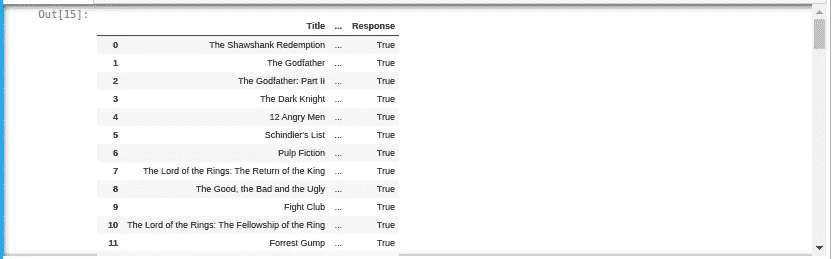 Out[15]:
Title ... Response
0 The Shawshank Redemption ... True
1 The Godfather ... True
2 The Godfather: Part II ... True
3 The Dark Knight ... True
4 12 Angry Men ... True
5 Schindler's List ... True
6 Pulp Fiction ... True
7 The Lord of the Rings: The Return of the King ... True
8 The Good, the Bad and the Ugly ... True
9 Fight Club ... True
10 The Lord of the Rings: The Fellowship of the Ring ... True
11 Forrest Gump ... True